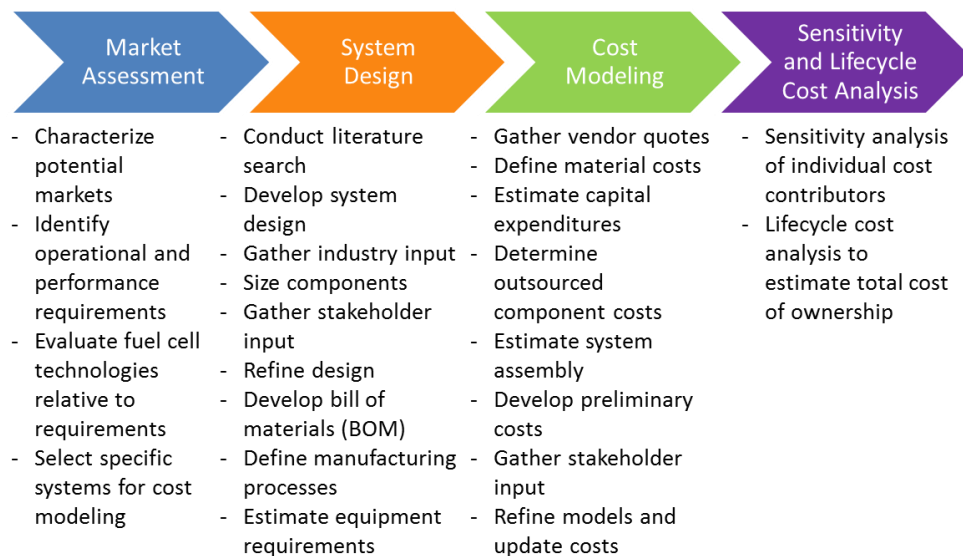 Market
Assessment
System
Design
Cost
Modeling
Sensitivity
and Lifecycle
Cost Analysis
- Characterize
potential
markets
- Identify
operational and
performance
requirements
- Evaluate fuel cell
technologies
relative to
requirements
- Select specific
systems for cost
modeling
- Conduct literature
search
- Develop system
design
- Gather industry input
- Size components
- Gather stakeholder
input
- Refine design
- Develop bill of
materials (BOM)
- Define manufacturing
processes
- Estimate equipment
requirements
- Gather vendor quotes
- Define material costs
- Estimate capital
expenditures
- Determine
outsourced
component costs
- Estimate system
assembly
- Develop preliminary
costs
- Gather stakeholder
input
- Refine models and
update costs
- Sensitivity analysis
of individual cost
contributors
- Lifecycle cost
analysis to
estimate total cost
of ownership